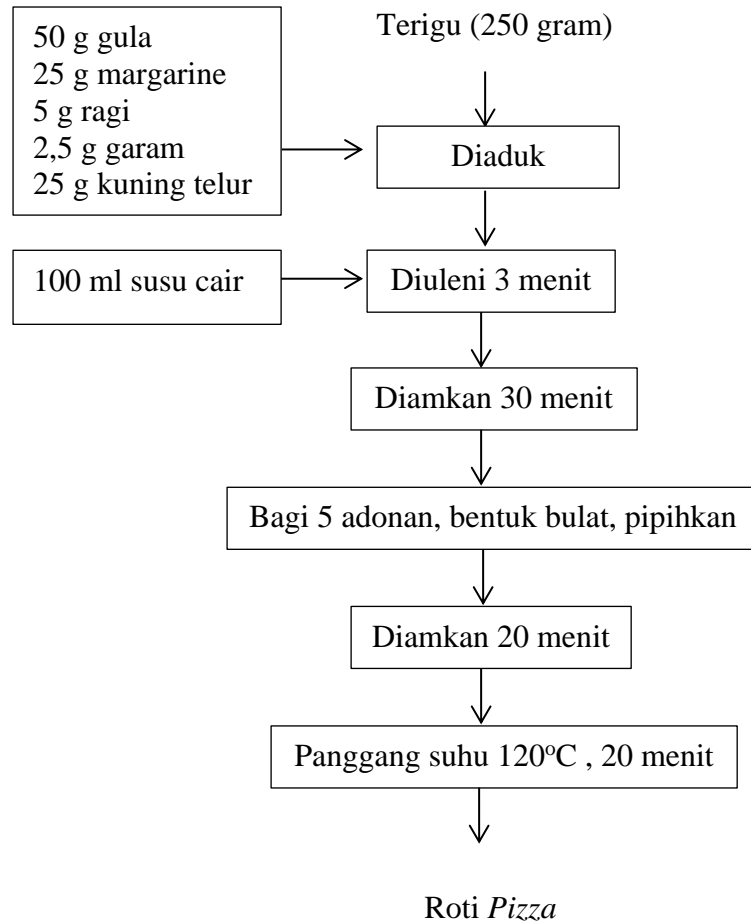 50 g gula
25 g margarine
5 g ragi
2,5 g garam
25 g kuning telur
Terigu (250 gram)
Diaduk
100 ml susu cair
Diuleni 3 menit
Diamkan 30 menit
Bagi 5 adonan, bentuk bulat, pipihkan
Diamkan 20 menit
Panggang suhu 120°C , 20 menit
Roti Pizza